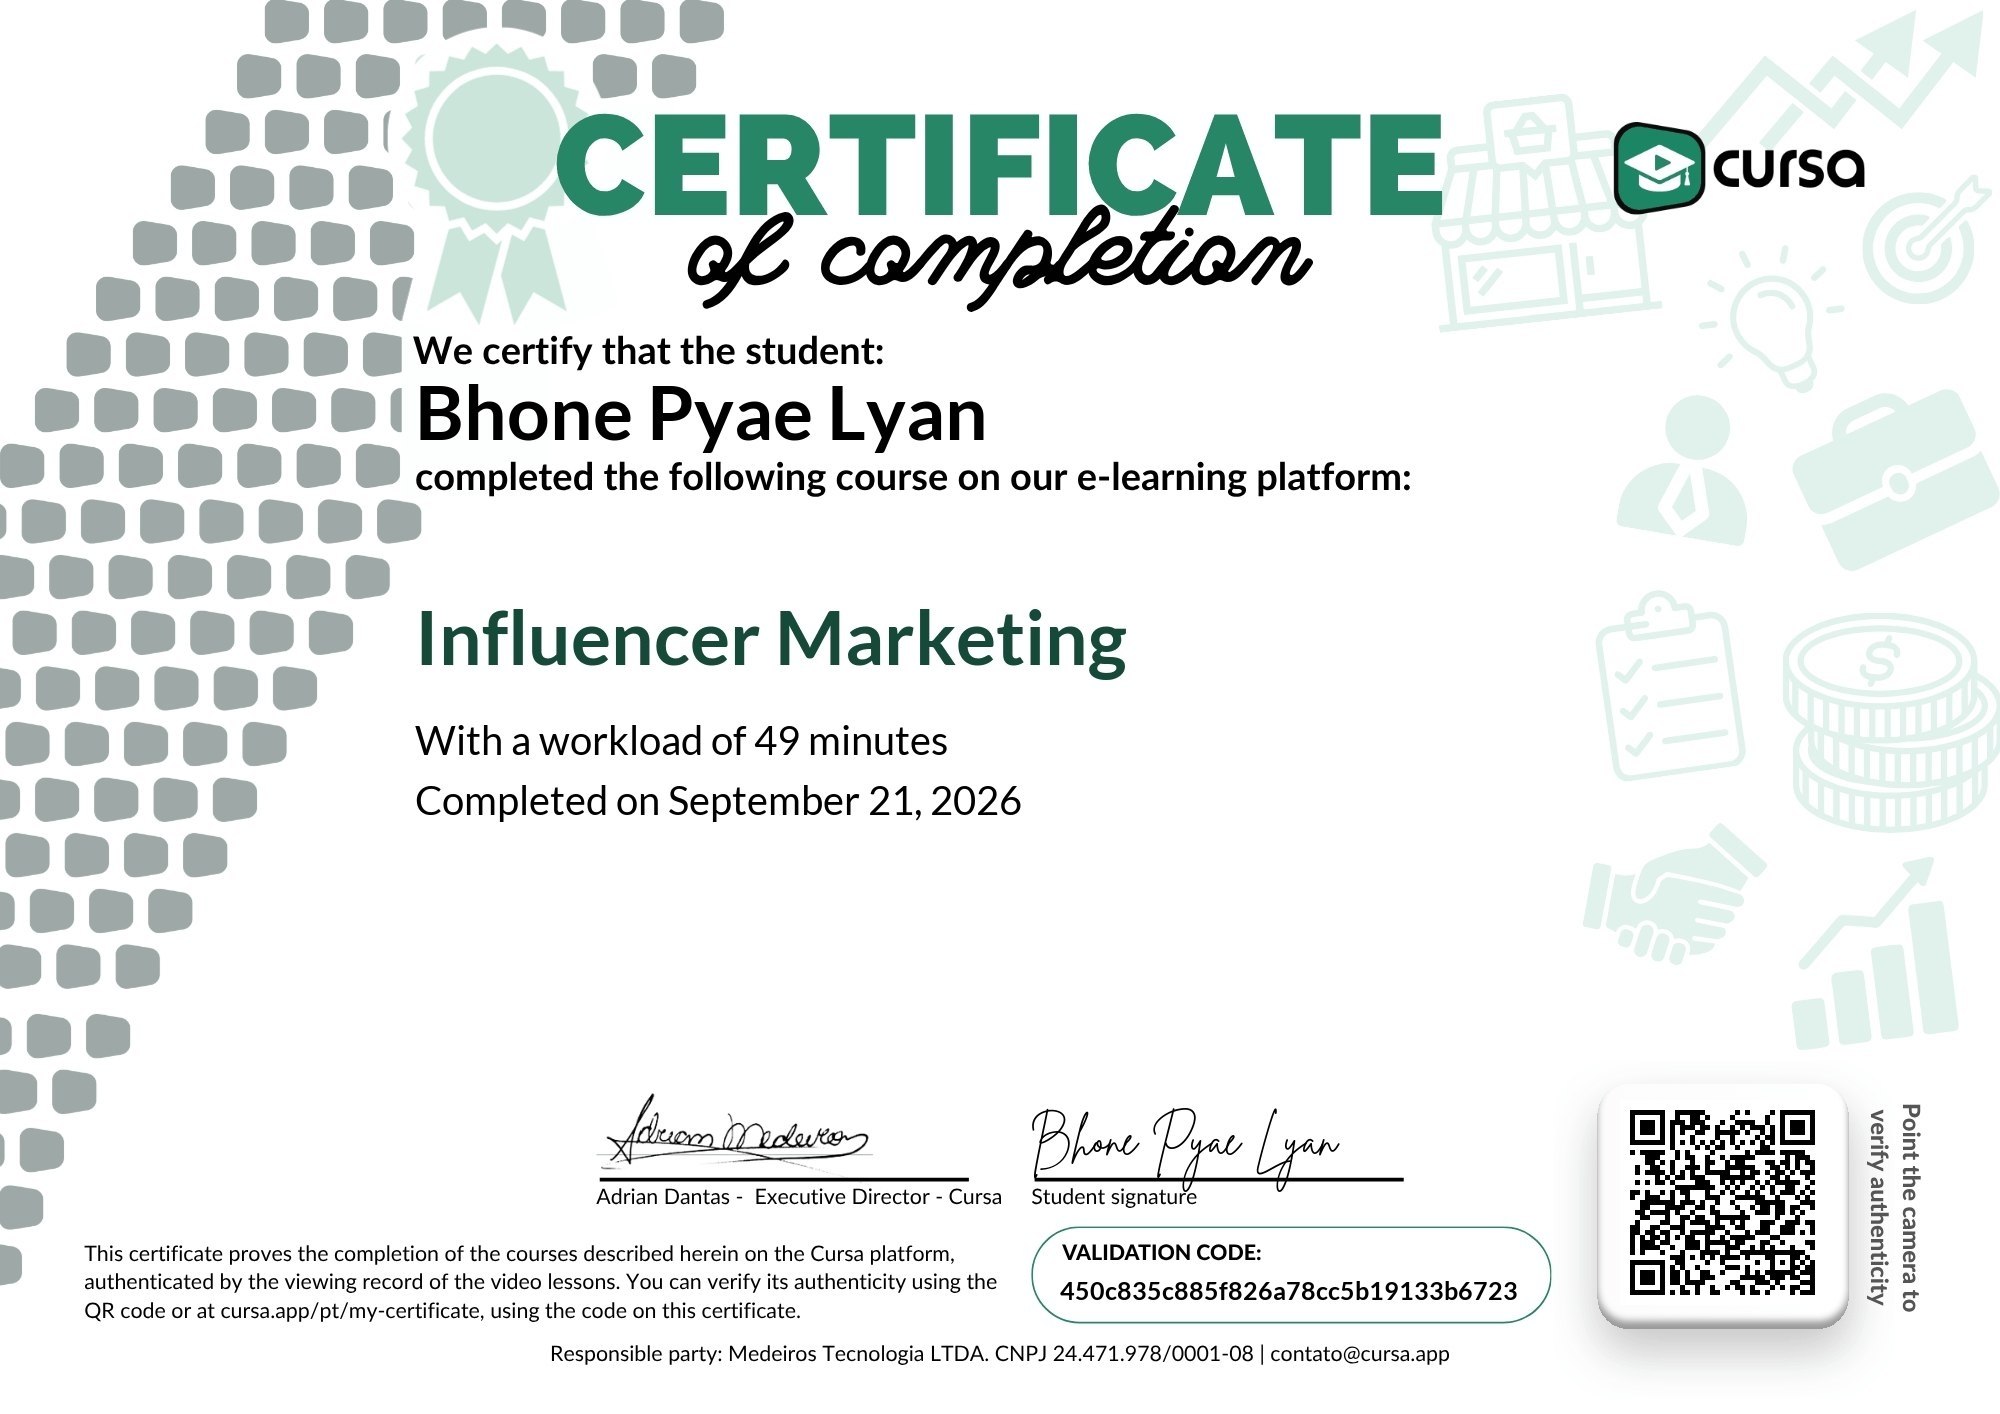 CERTIFICATE
of completion
cursa
We certify that the student:
Bhone Pyae Lyan
completed the following course on our e-learning platform:
Influencer Marketing
With a workload of 49 minutes
Completed on September 21, 2026
Adrian Medeiros
Adrian Dantas -  Executive Director - Cursa
Bhone Pyae Lyan
Student signature
This certificate proves the completion of the courses described herein on the Cursa platform,
authenticated by the viewing record of the video lessons. You can verify its authenticity using the
QR code or at cursa.app/pt/my-certificate, using the code on this certificate.
VALIDATION CODE:
450c835c885f826a78cc5b19133b6723
Point the camera to
verify authenticity
Responsible party: Medeiros Tecnologia LTDA. CNPJ 24.471.978/0001-08 | contato@cursa.app